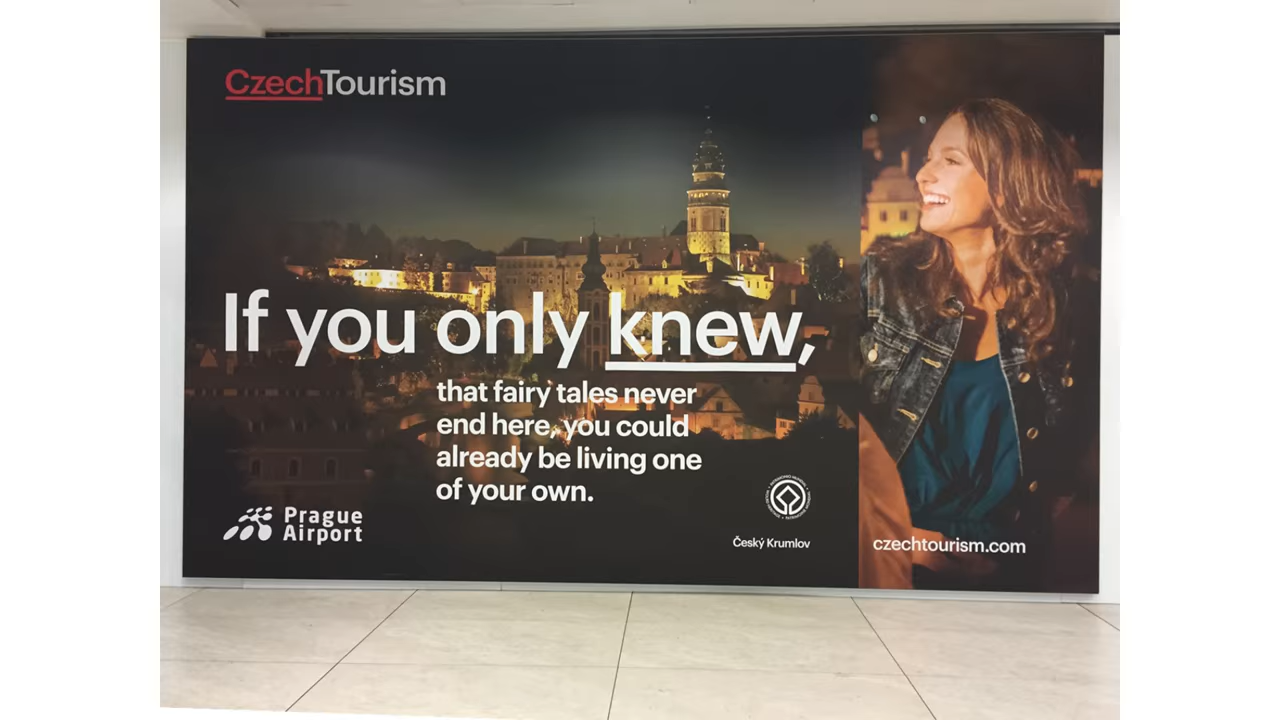 CzechTourism
If you only knew,
that fairy tales never
end here, you could
already be living one
of your own.
Prague
Airport
Český Krumlov
czechtourism.com